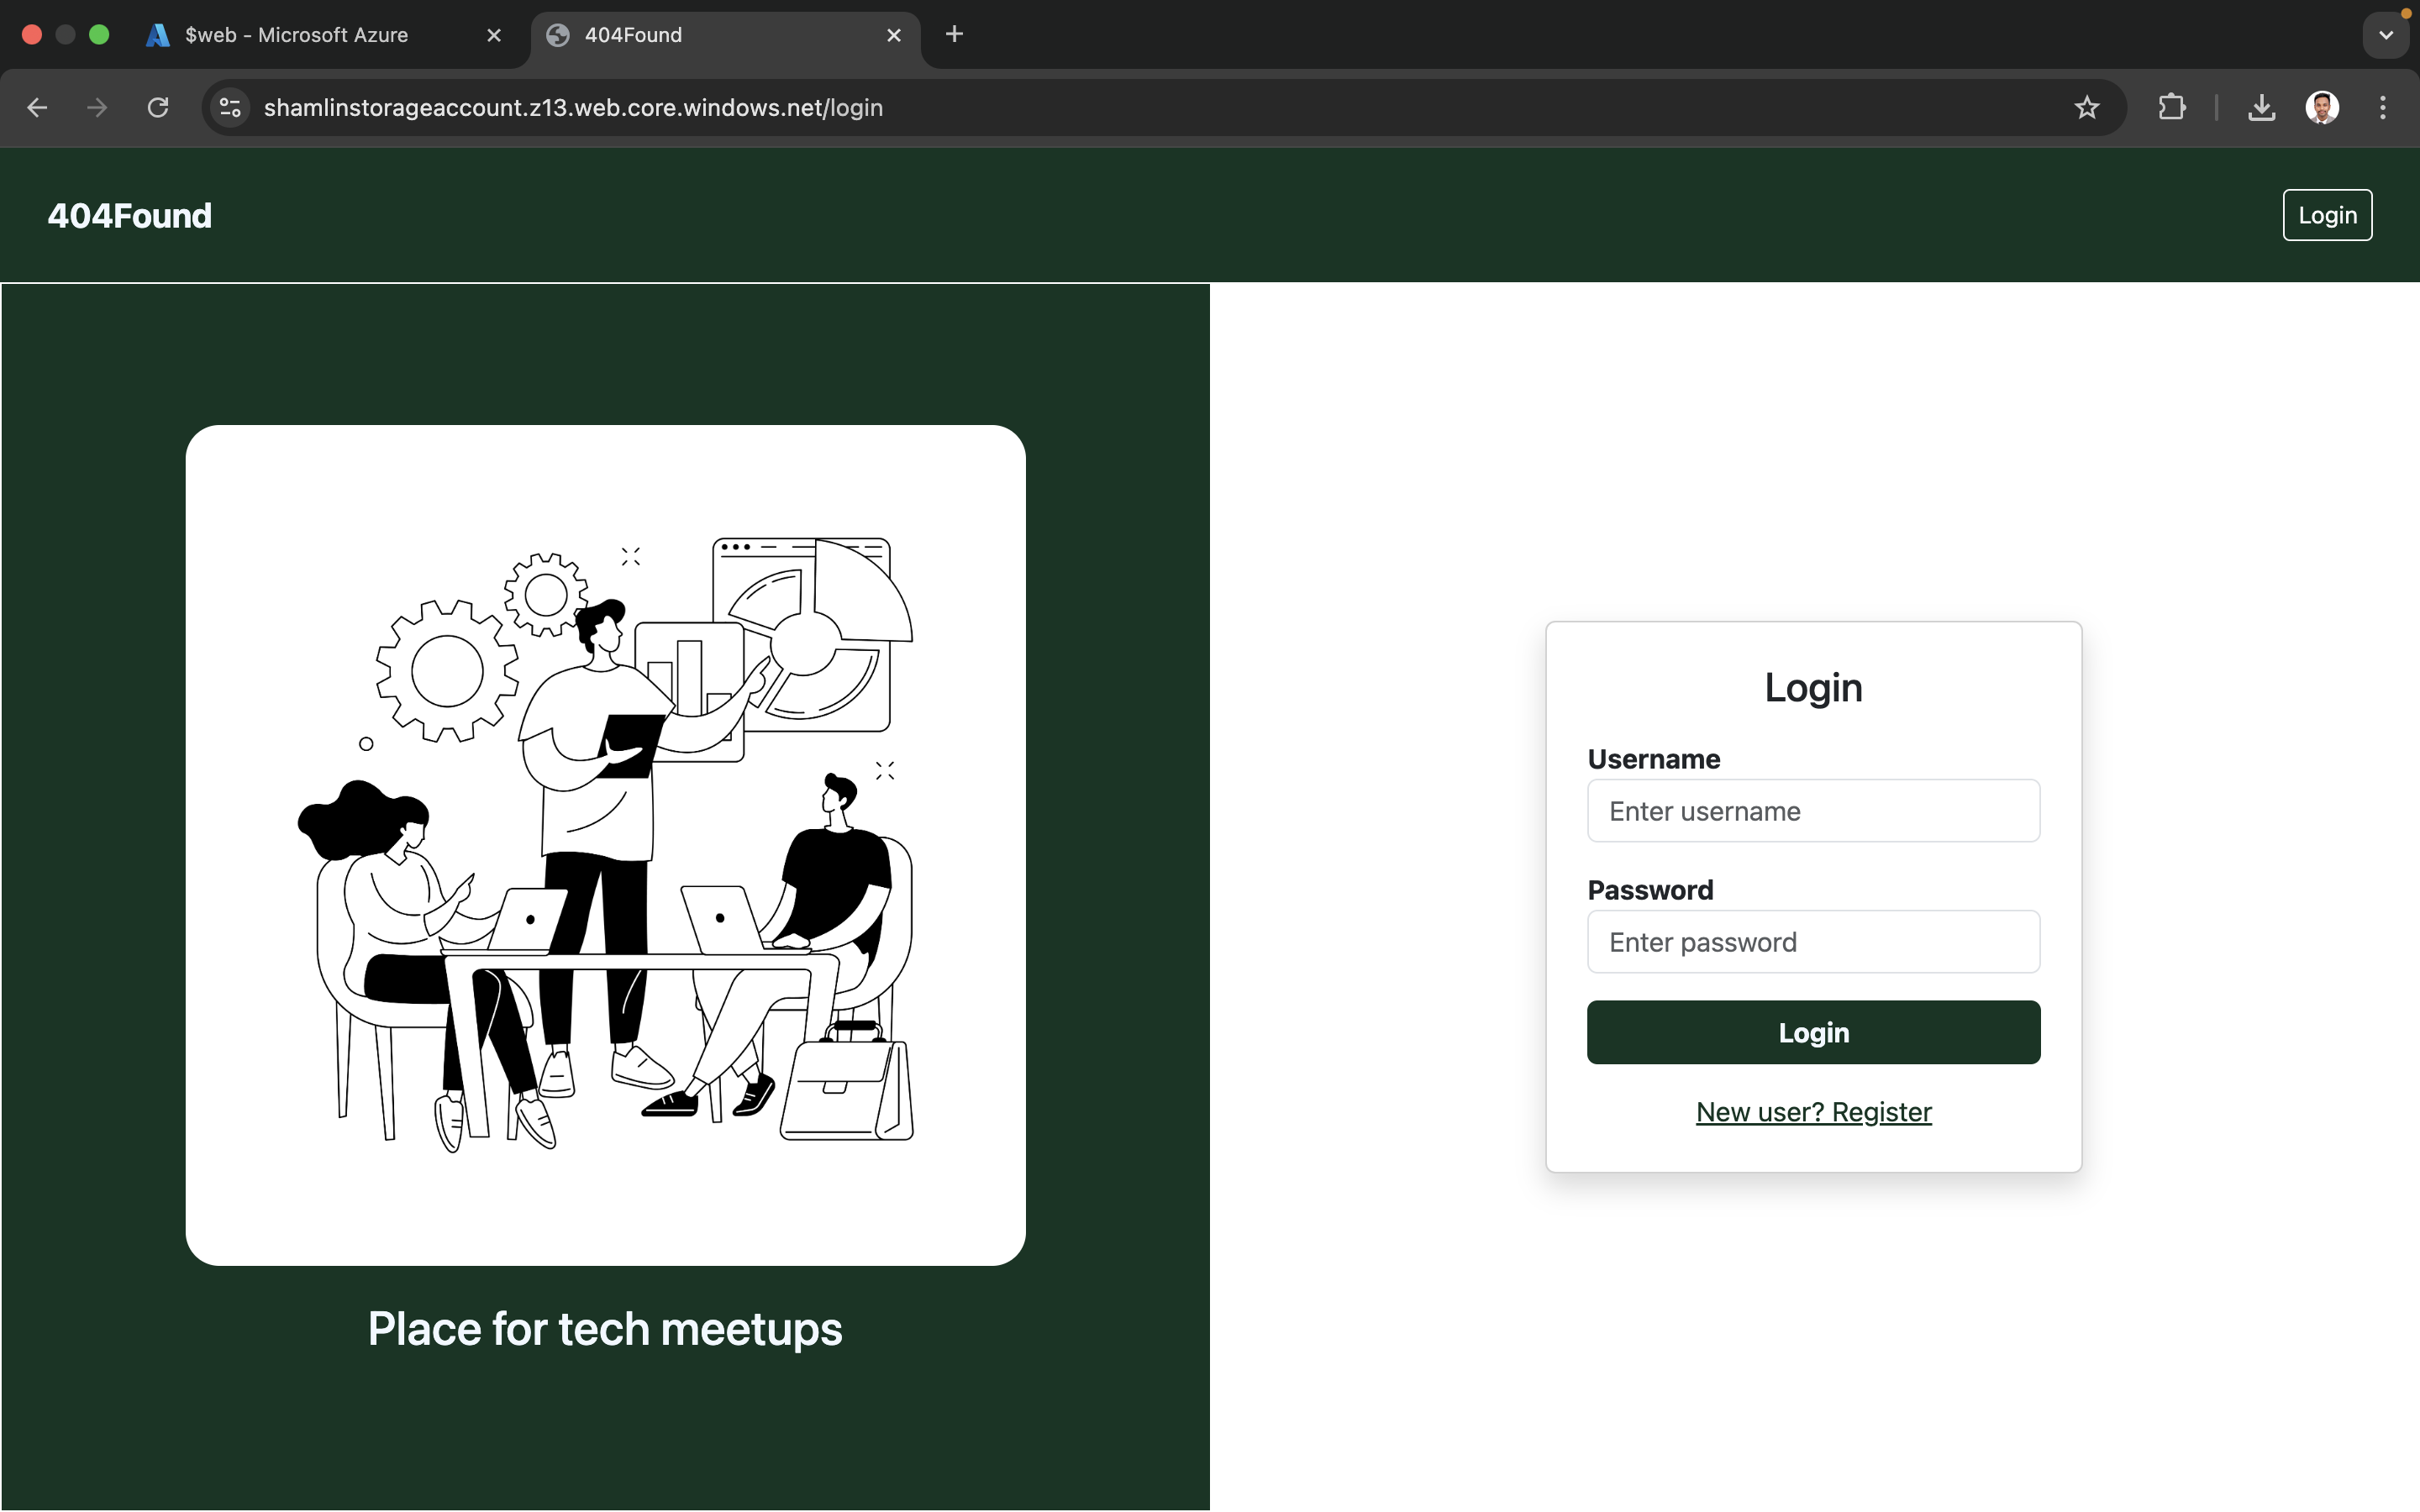 $web - Microsoft Azure
404Found
shamlinstorageaccount.z13.web.core.windows.net/login
404Found
Login
Place for tech meetups
Login
Username
Enter username
Password
Enter password
Login
New user? Register